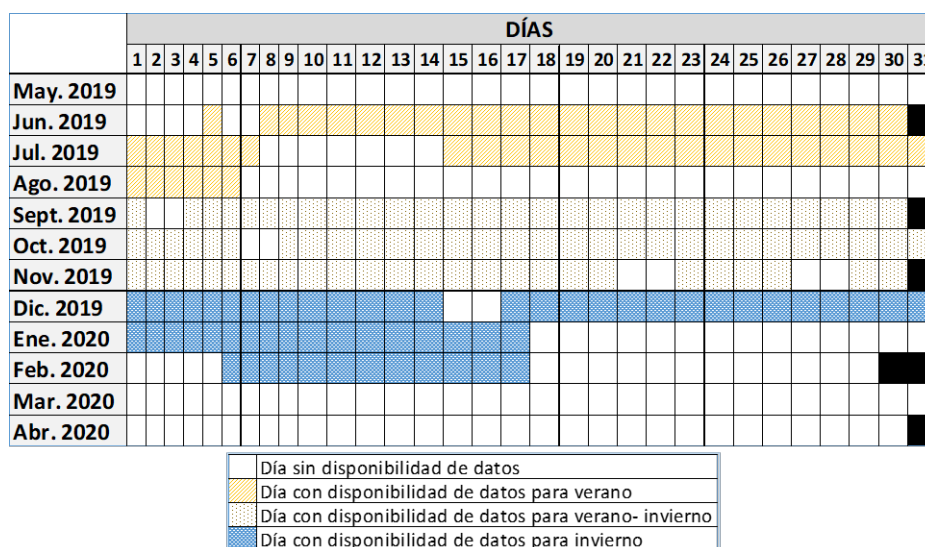 DÍAS
1 2 3 4 5 6 7 8 9 10 11 12 13 14 15 16 17 18 19 20 21 22 23 24 25 26 27 28 29 30 31
May. 2019
Jun. 2019
Jul. 2019
Ago. 2019
Sept. 2019
Oct. 2019
Nov. 2019
Dic. 2019
Ene. 2020
Feb. 2020
Mar. 2020
Abr. 2020
Día sin disponibilidad de datos
Día con disponibilidad de datos para verano
Día con disponibilidad de datos para verano- invierno
Día con disponibilidad de datos para invierno